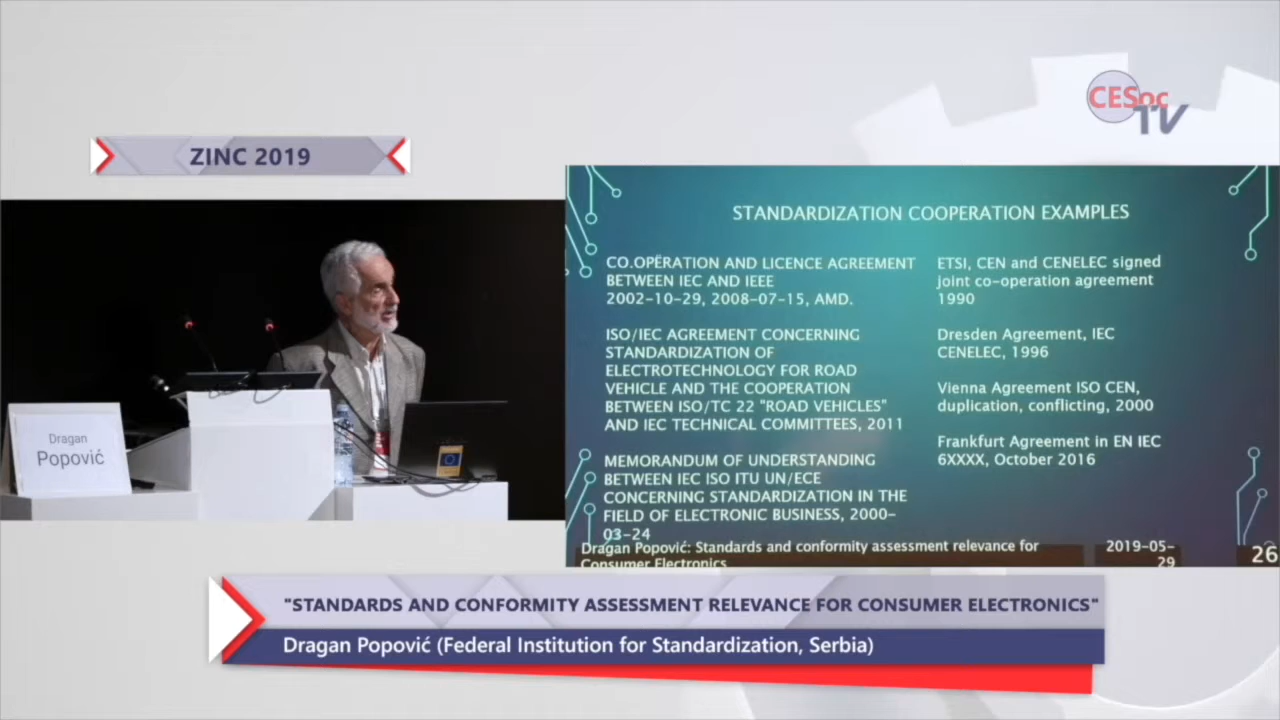 CESoc
TV
ZINC 2019
Dragan
Popović
STANDARDIZATION COOPERATION EXAMPLES
CO.OPERATION AND LICENCE AGREEMENT
BETWEEN IEC AND IEEE
2002-10-29, 2008-07-15, AMD.
ISO/IEC AGREEMENT CONCERNING
STANDARDIZATION OF
ELECTROTECHNOLOGY FOR ROAD
VEHICLE AND THE COOPERATION
BETWEEN ISO/TC 22 "ROAD VEHICLES"
AND IEC TECHNICAL COMMITTEES, 2011
MEMORANDUM OF UNDERSTANDING
BETWEEN IEC ISO ITU UN/ECE
CONCERNING STANDARDIZATION IN THE
FIELD OF ELECTRONIC BUSINESS, 2000-
03-24
ETSI, CEN and CENELEC signed
joint co-operation agreement
1990
Dresden Agreement, IEC
CENELEC, 1996
Vienna Agreement ISO CEN,
duplication, conflicting, 2000
Frankfurt Agreement in EN IEC
6XXXX, October 2016
Dragan Popović: Standards and conformity assessment relevance for
Consumer Electronics
2019-05-
29
26
"STANDARDS AND CONFORMITY ASSESSMENT RELEVANCE FOR CONSUMER ELECTRONICS"
Dragan Popović (Federal Institution for Standardization, Serbia)